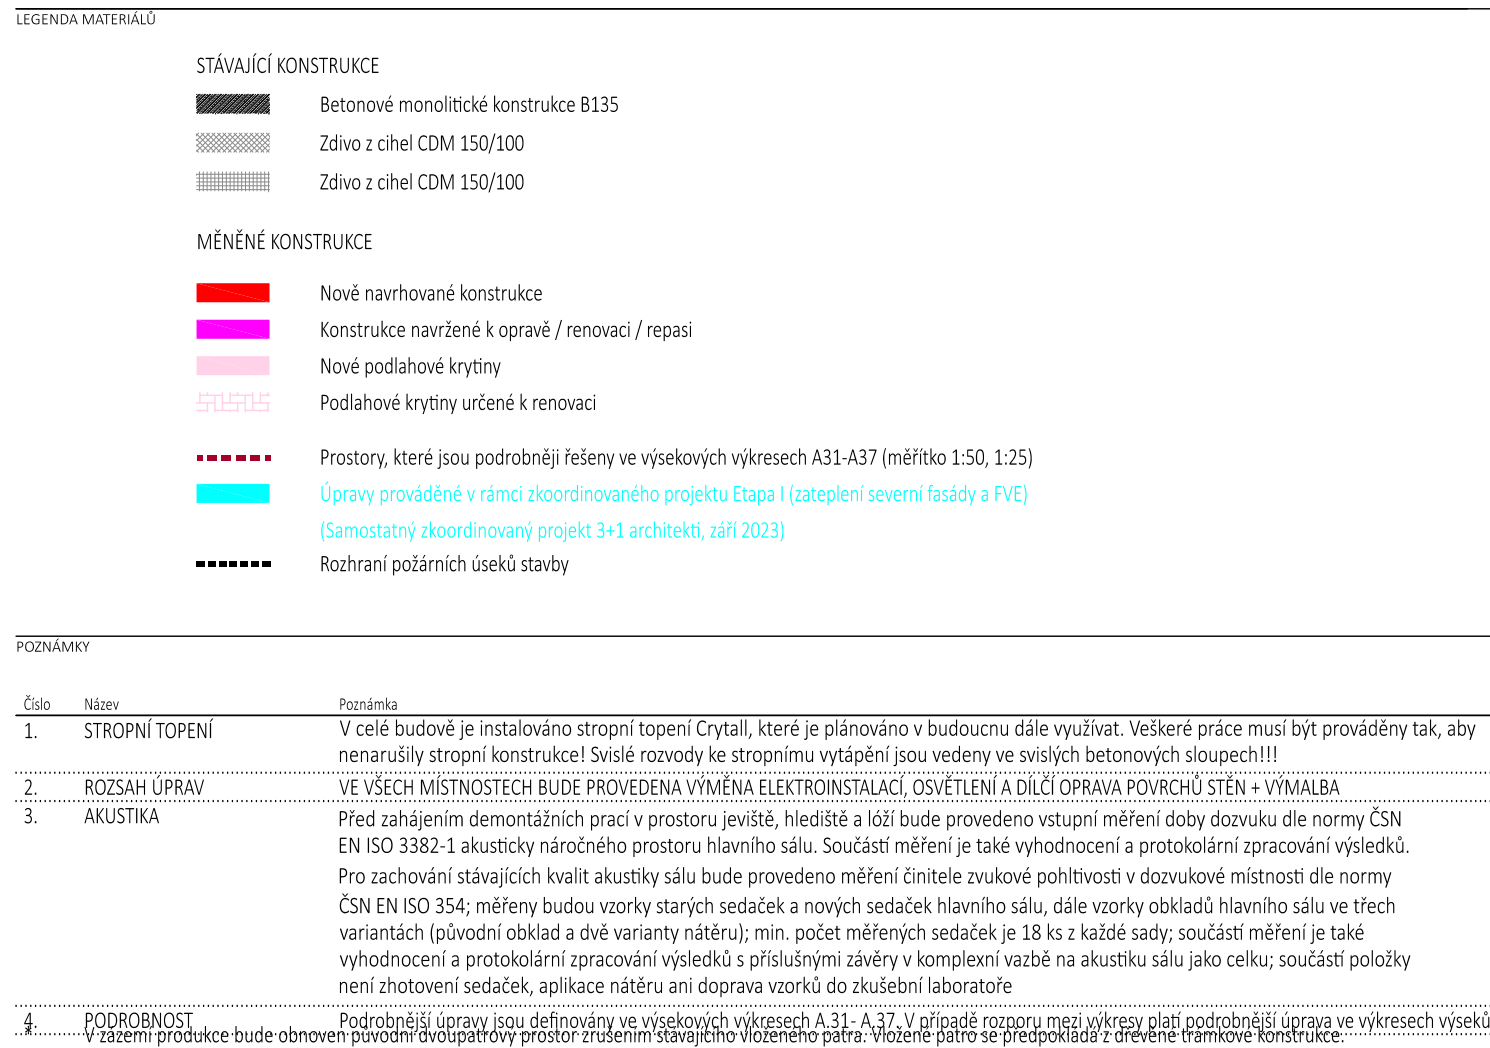 LEGENDA MATERIÁLŮ
STÁVAJÍCÍ KONSTRUKCE
Betonové monolitické konstrukce B135
Zdivo z cihel CDM 150/100
Zdivo z cihel CDM 150/100
MĚNĚNÉ KONSTRUKCE
Nově navrhované konstrukce
Konstrukce navržené k opravě / renovaci / repasi
Nové podlahové krytiny
Podlahové krytiny určené k renovaci
Prostory, které jsou podrobněji řešeny ve výsekových výkresech A31-A37 (měřítko 1:50, 1:25)
Úpravy prováděné v rámci zkoordinovaného projektu Etapa I (zateplení severní fasády a FVE)
(Samostatný zkoordinovaný projekt 3+1 architekti, září 2023)
Rozhraní požárních úseků stavby
POZNÁMKY
Číslo Název Poznámka
1. STROPNÍ TOPENÍ V celé budově je instalováno stropní topení Crytall, které je plánováno v budoucnu dále využívat. Veškeré práce musí být prováděny tak, aby
nenarušily stropní konstrukce! Svislé rozvody ke stropnímu vytápění jsou vedeny ve svislých betonových sloupech!!!
2. ROZSAH ÚPRAV VE VŠECH MÍSTNOSTECH BUDE PROVEDENA VÝMĚNA ELEKTROINSTALACÍ, OSVĚTLENÍ A DÍLČÍ OPRAVA POVRCHŮ STĚN + VÝMALBA
3. AKUSTIKA Před zahájením demontážních prací v prostoru jeviště, hlediště a lóží bude provedeno vstupní měření doby dozvuku dle normy ČSN
EN ISO 3382-1 akusticky náročného prostoru hlavního sálu. Součástí měření je také vyhodnocení a protokolární zpracování výsledků.
Pro zachování stávajících kvalit akustiky sálu bude provedeno měření činitele zvukové pohltivosti v dozvukové místnosti dle normy
ČSN EN ISO 354; měřeny budou vzorky starých sedaček a nových sedaček hlavního sálu, dále vzorky obkladů hlavního sálu ve třech
variantách (původní obklad a dvě varianty nátěru); min. počet měřených sedaček je 18 ks z každé sady; součástí měření je také
vyhodnocení a protokolární zpracování výsledků s příslušnými závěry v komplexní vazbě na akustiku sálu jako celku; součástí položky
není zhotovení sedaček, aplikace nátěru ani doprava vzorků do zkušební laboratoře
4. PODROBNOST Podrobnější úpravy jsou definovány ve výsekových výkresech A.31- A.37. V případě rozporu mezi výkresy platí podrobnější úprava ve výkresech výseků
* V zázemí produkce bude obnoven původní dvoupatrový prostor zrušením stávajícího vloženého patra. Vložené patro se předpokládá z dřevěné trámkové konstrukce.